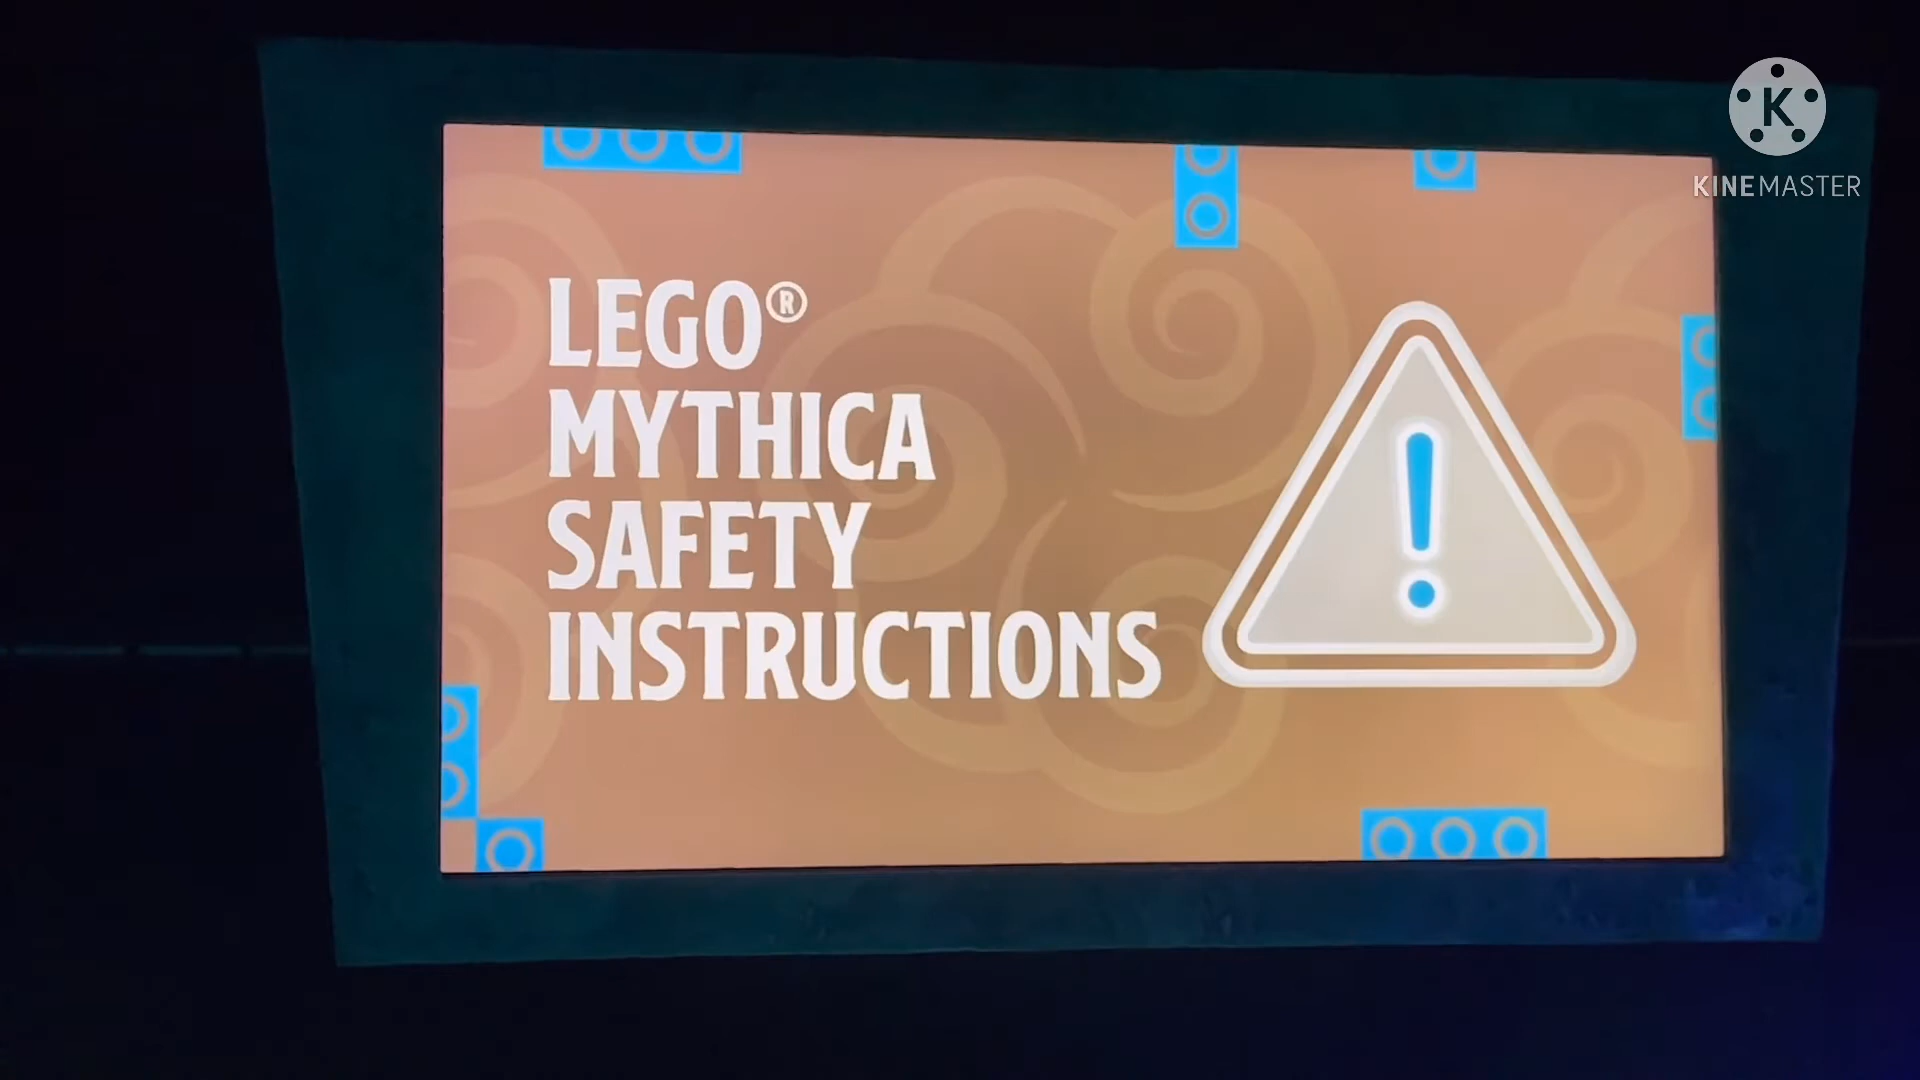 LEGO®
MYTHICA
SAFETY
INSTRUCTIONS
!
K
KINEMASTER